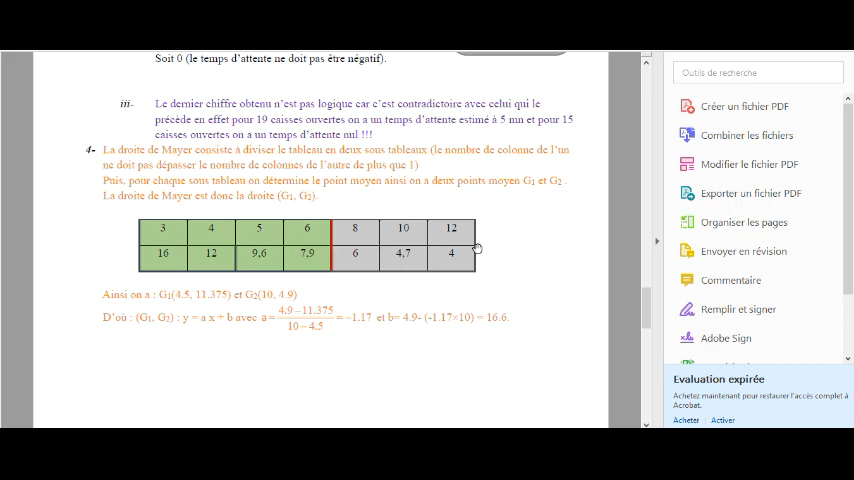 Soit 0 (le temps d'attente ne doit pas être négatif).
iii- Le dernier chiffre obtenu n'est pas logique car c'est contradictoire avec celui qui le
précède en effet pour 19 caisses ouvertes on a un temps d'attente estimé à 5 mn et pour 15
caisses ouvertes on a un temps d'attente nul !!!
4- La droite de Mayer consiste à diviser le tableau en deux sous tableaux (le nombre de colonne de l'un
ne doit pas dépasser le nombre de colonnes de l'autre de plus que 1)
Puis, pour chaque sous tableau on détermine le point moyen ainsi on a deux points moyen G1 et G2 .
La droite de Mayer est donc la droite (G1, G2).
3 4 5 6 8 10 12
16 12 9,6 7,9 6 4,7 4
Ainsi on a : G1(4.5, 11.375) et G2(10, 4.9)
D'où : (G1, G2) : y = a x + b avec a = (4.9 − 11.375)/(10 − 4.5) = −1.17 et b= 4.9- (-1.17×10) = 16.6.
Outils de recherche
Créer un fichier PDF
Combiner les fichiers
Modifier le fichier PDF
Exporter un fichier PDF
Organiser les pages
Envoyer en révision
Commentaire
Remplir et signer
Adobe Sign
Evaluation expirée
Achetez maintenant pour restaurer l'accès complet à
Acrobat.
Acheter Activer